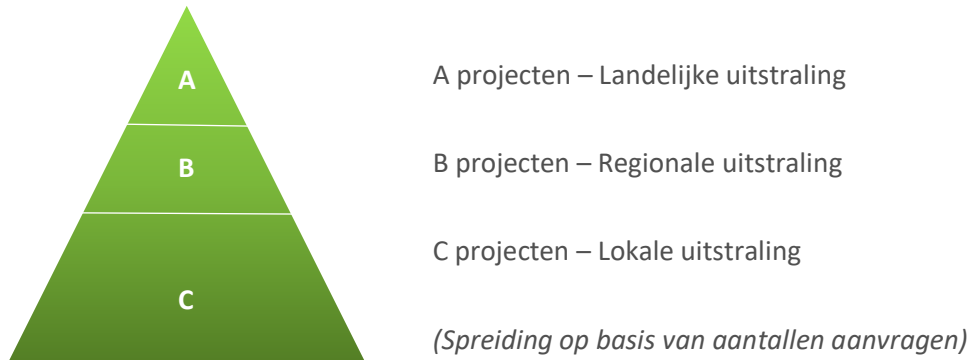 A
A projecten – Landelijke uitstraling
B
B projecten – Regionale uitstraling
C projecten – Lokale uitstraling
C
(Spreiding op basis van aantallen aanvragen)